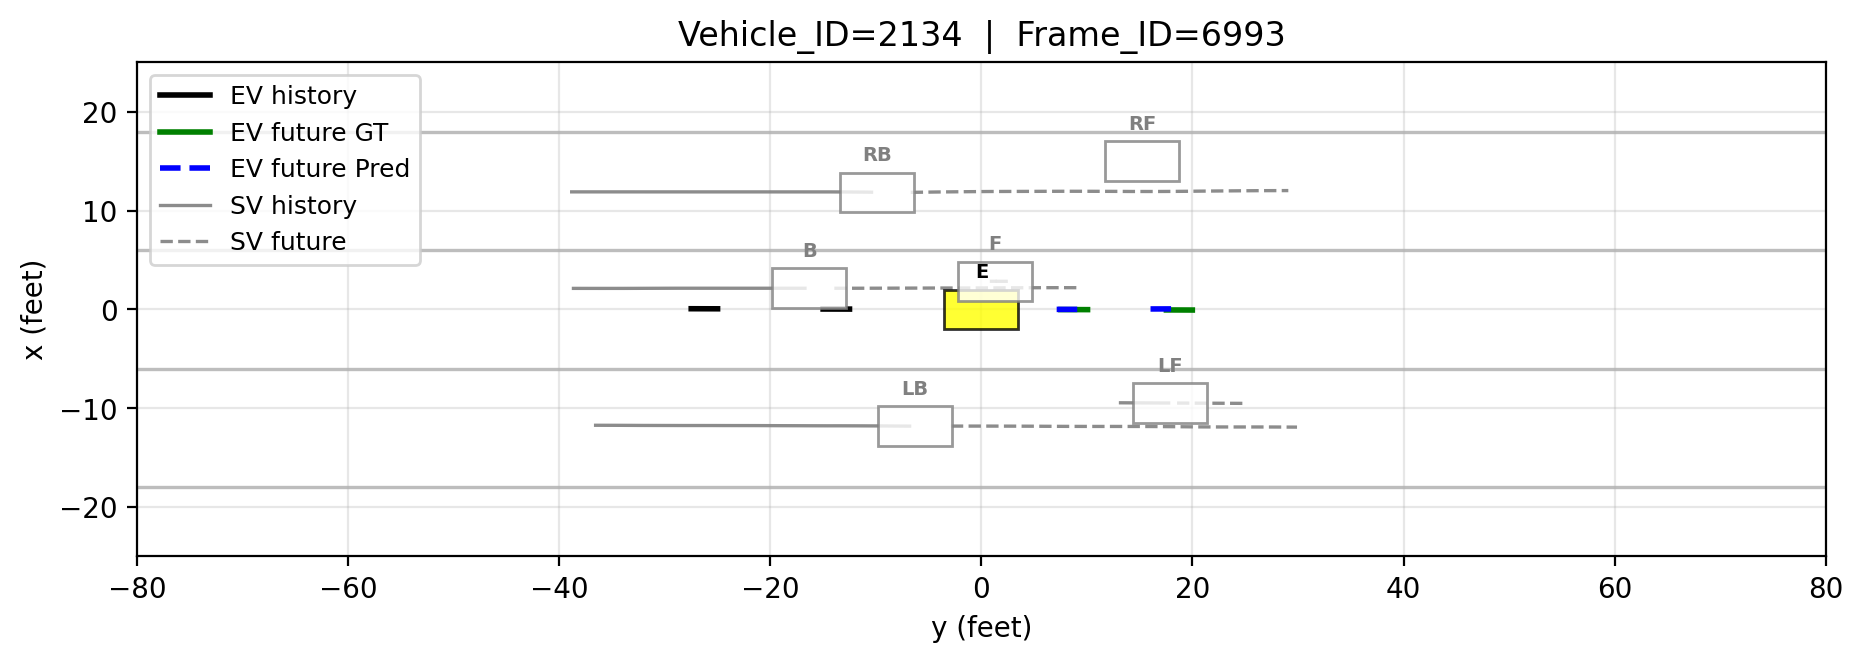 Vehicle_ID=2134 | Frame_ID=6993
EV history
EV future GT
EV future Pred
SV history
SV future
RF
RB
B
F
E
LF
LB
20
10
0
−10
−20
x (feet)
−80
−60
−40
−20
0
20
40
60
80
y (feet)